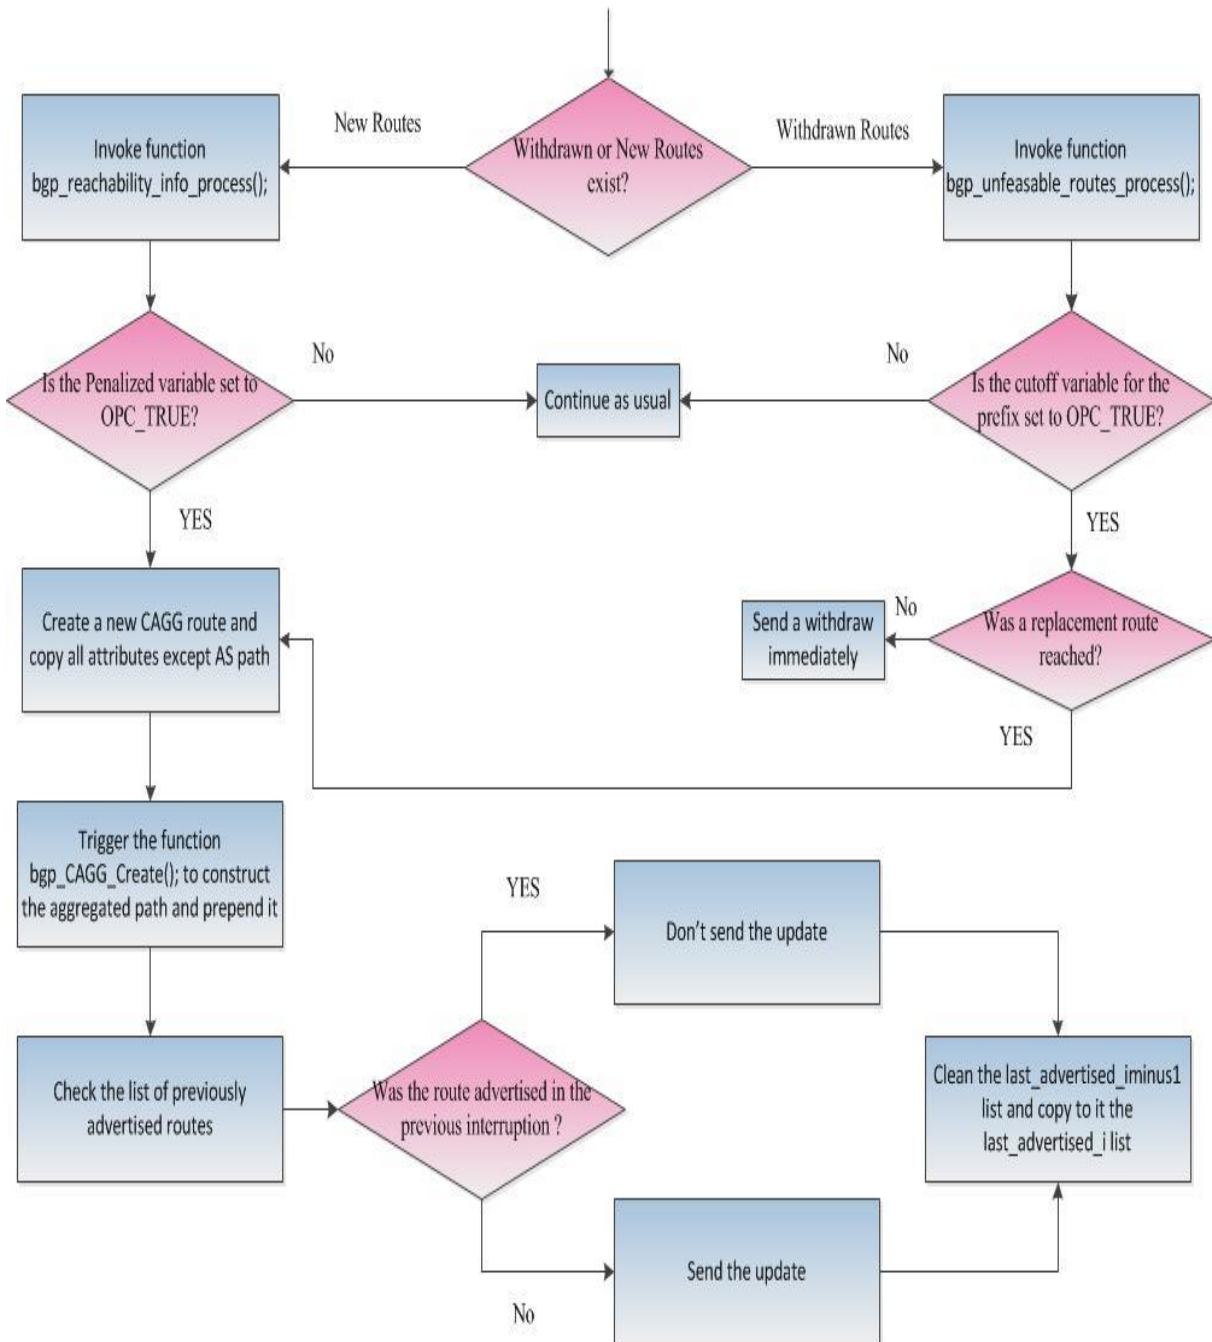 New Routes
Withdrawn Routes
Invoke function
bgp_reachability_info_process();
Withdrawn or New Routes
exist?
Invoke function
bgp_unfeasable_routes_process();
No
No
Is the Penalized variable set to
OPC_TRUE?
Continue as usual
Is the cutoff variable for the
prefix set to OPC_TRUE?
YES
YES
Create a new CAGG route and
copy all attributes except AS path
Send a withdraw
immediately
No
Was a replacement route
reached?
YES
Trigger the function
bgp_CAGG_Create(); to construct
the aggregated path and prepend it
YES
Don't send the update
Check the list of previously
advertised routes
Was the route advertised in the
previous interruption ?
Clean the last_advertised_iminus1
list and copy to it the
last_advertised_i list
No
Send the update